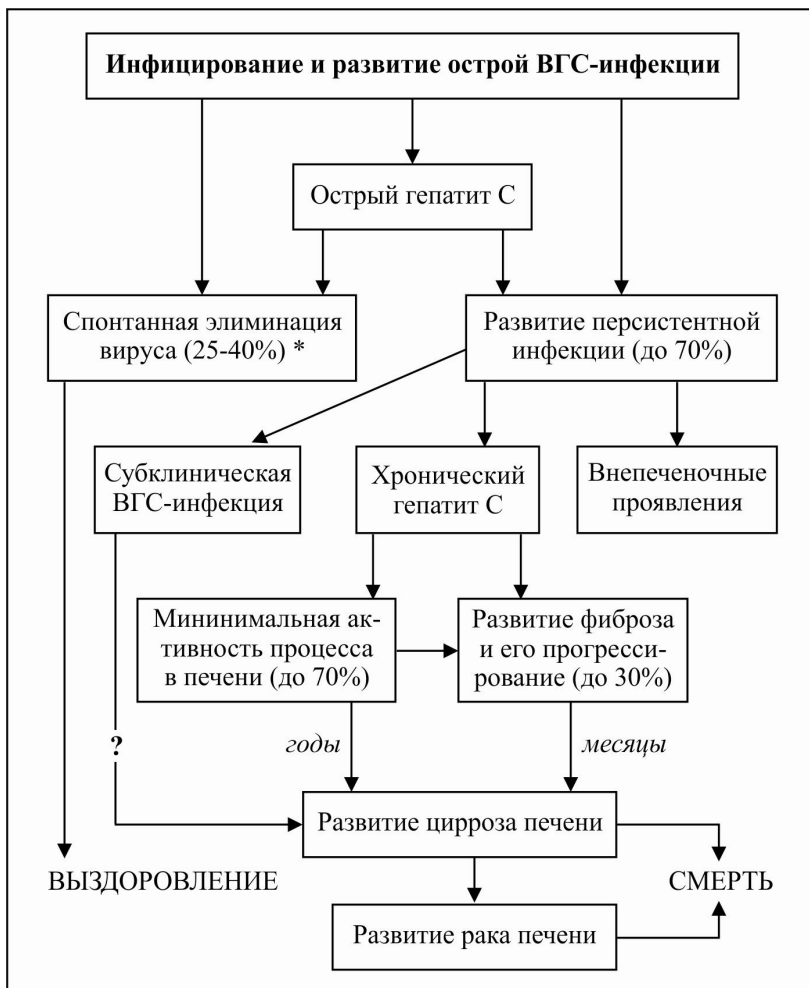 Инфицирование и развитие острой ВГС-инфекции
Острый гепатит С
Спонтанная элиминация
вируса (25-40%) *
Развитие персистентной
инфекции (до 70%)
Субклиническая
ВГС-инфекция
Хронический
гепатит С
Внепеченочные
проявления
Мининимальная ак-
тивность процесса
в печени (до 70%)
Развитие фиброза
и его прогресси-
рование (до 30%)
?
годы
месяцы
Развитие цирроза печени
ВЫЗДОРОВЛЕНИЕ
СМЕРТЬ
Развитие рака печени